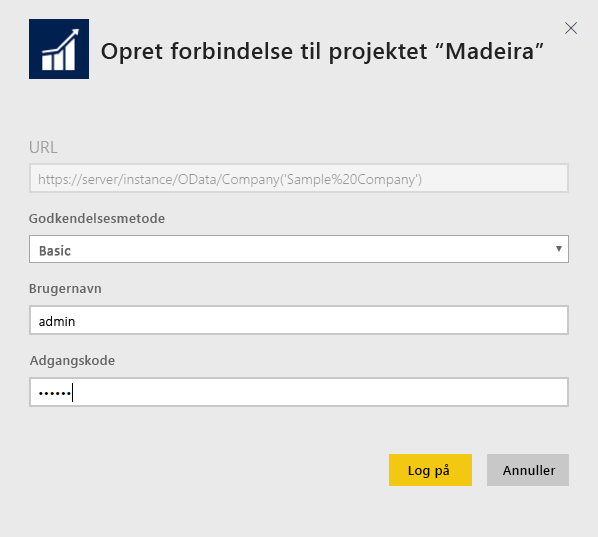 Opret forbindelse til projektet “Madeira”
URL
https://server/instance/OData/Company('Sample%20Company')
Godkendelsesmetode
Basic
Brugernavn
admin
Adgangskode
••••••
Log på
Annuller